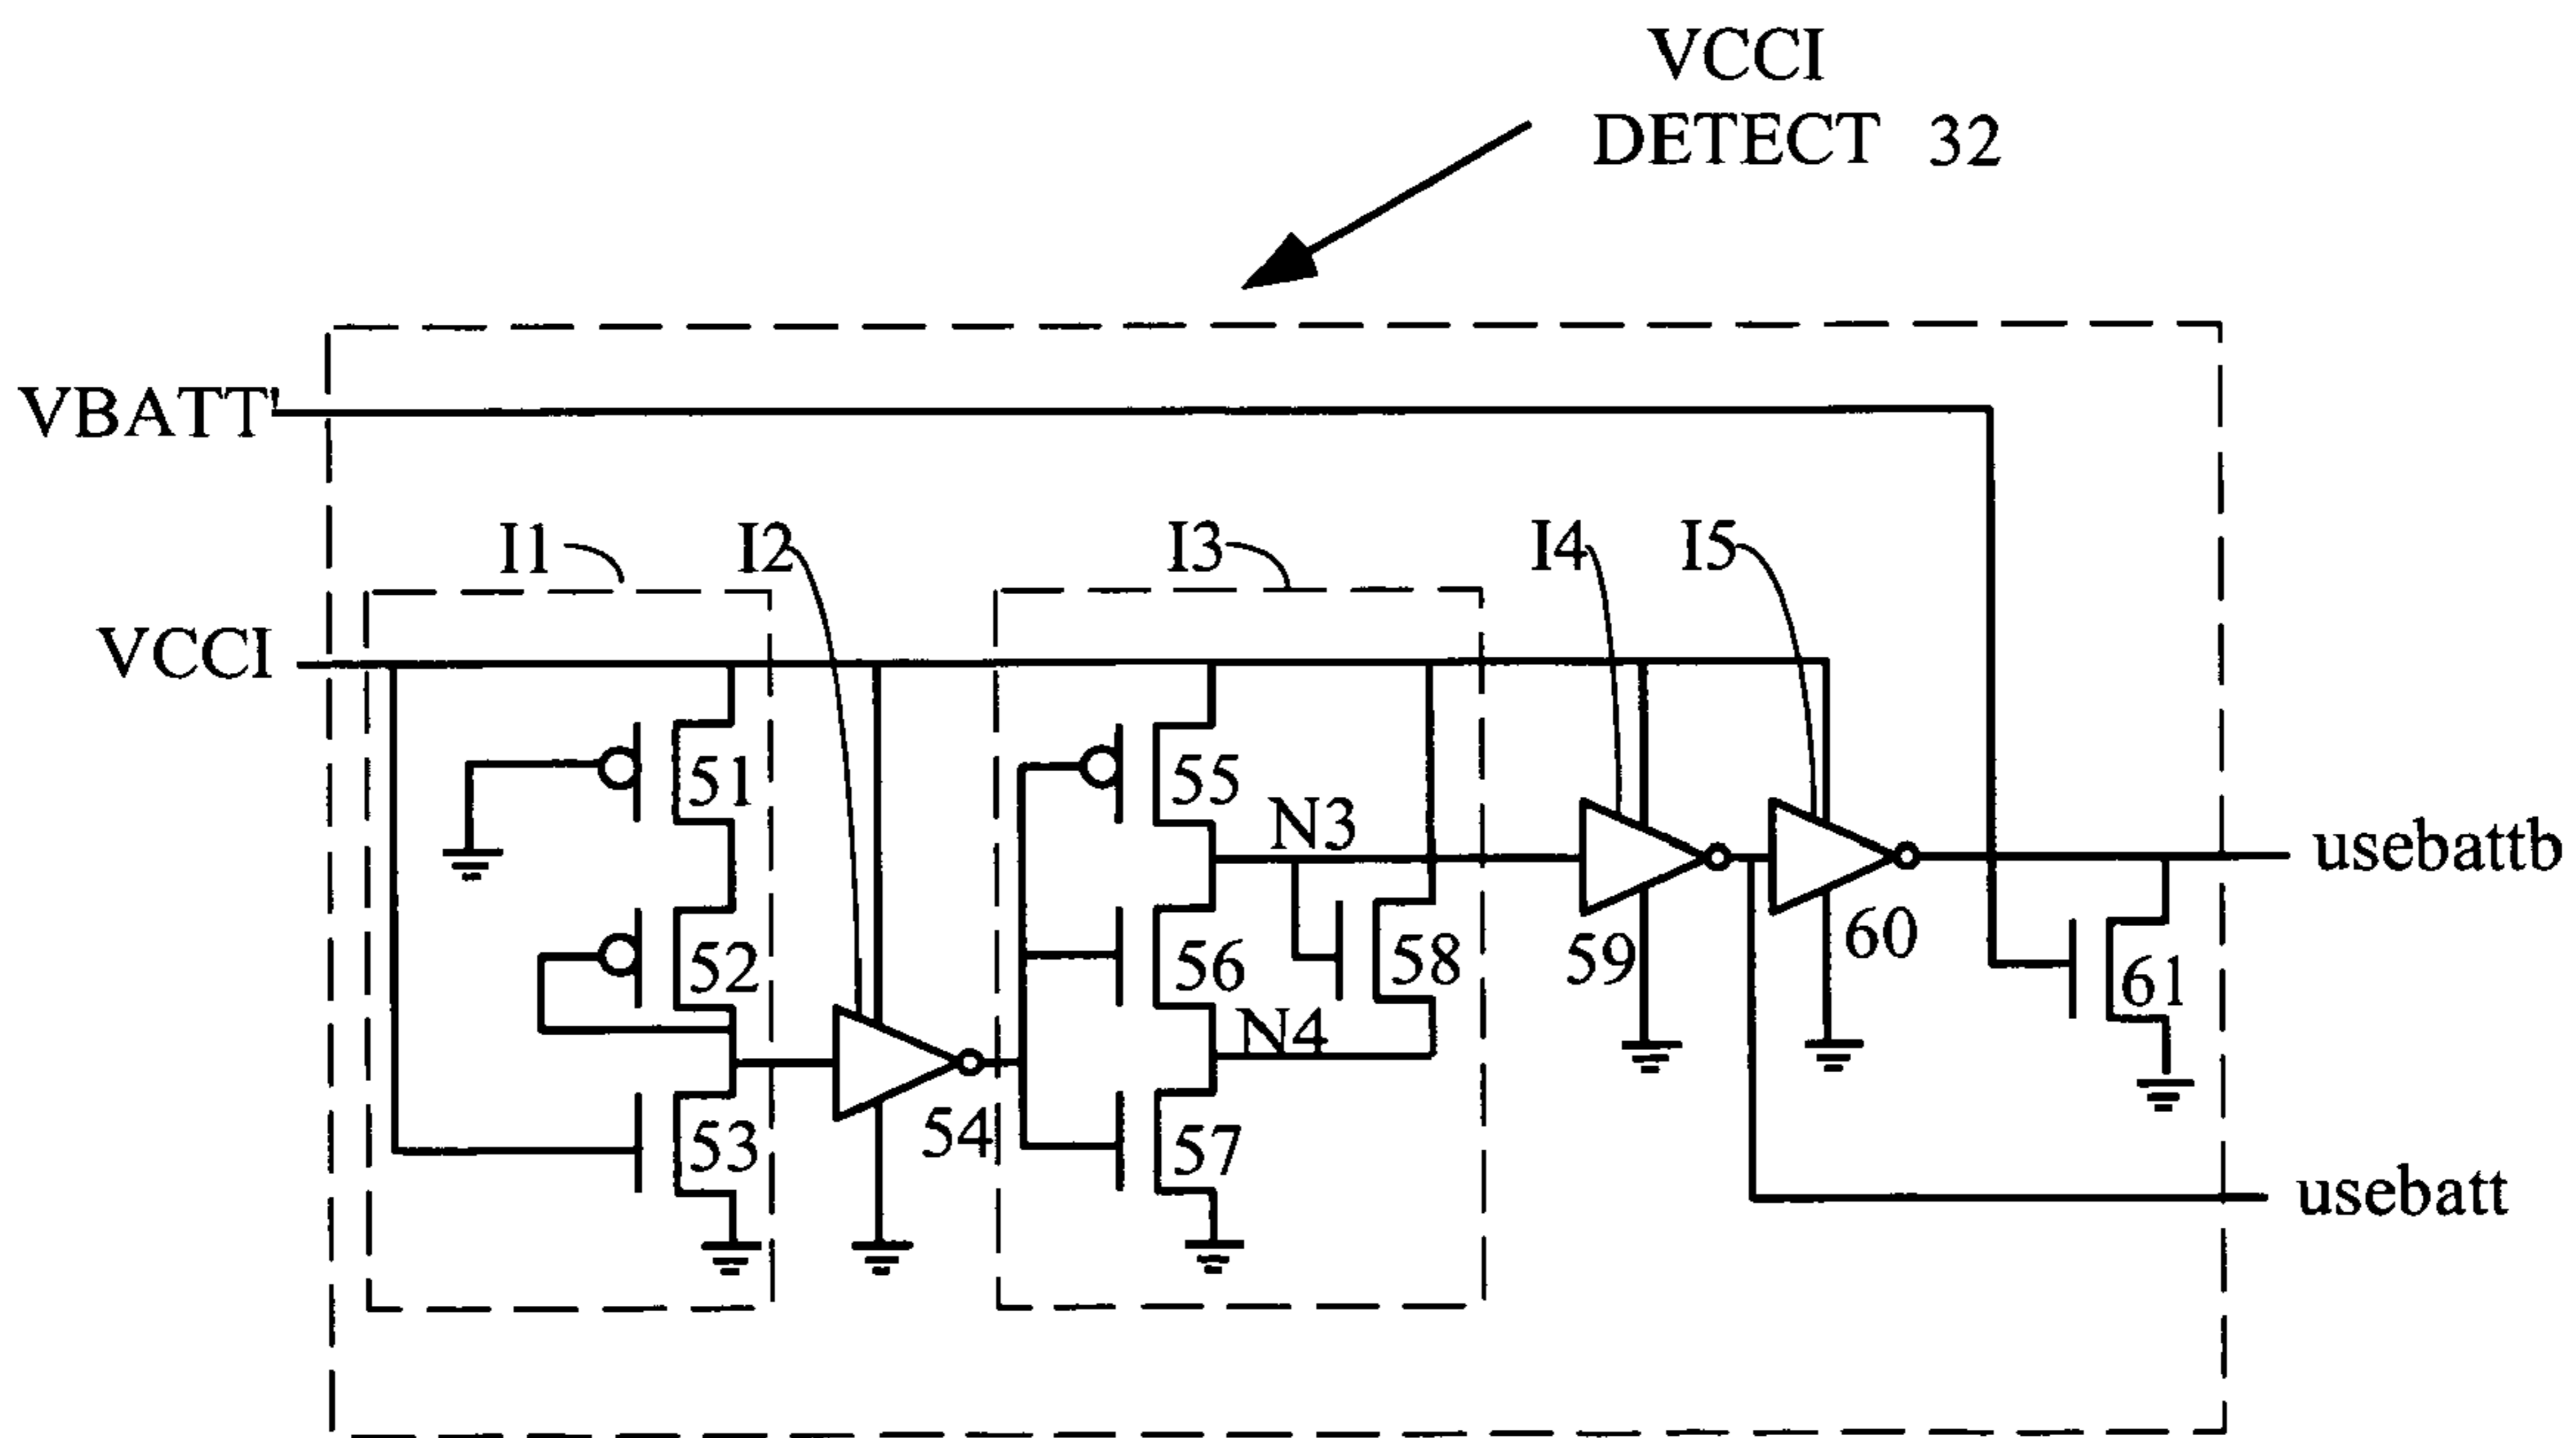 VCCI
DETECT 32
VBATT'
I1
I2
I3
I4
I5
VCCI
51
55
N3
usebattb
52
56
58
59
60
61
N4
53
54
57
usebatt